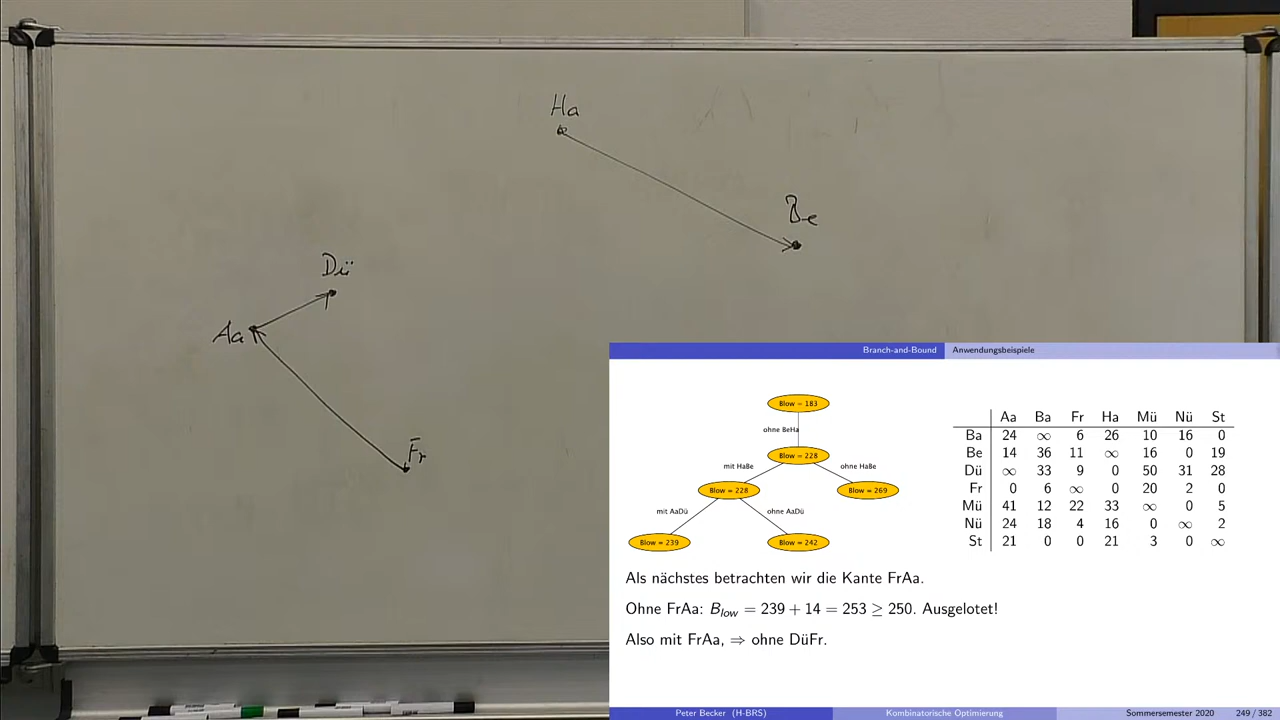 Ha
Be
Dü
Aa
Fr
Branch-and-Bound Anwendungsbeispiele
Blow = 183
ohne BeHa
Blow = 228
mit HaBe ohne HaBe
Blow = 228 Blow = 269
mit AaDü ohne AaDü
Blow = 239 Blow = 242
Aa Ba Fr Ha Mü Nü St
Ba 24 ∞ 6 26 10 16 0
Be 14 36 11 ∞ 16 0 19
Dü ∞ 33 9 0 50 31 28
Fr 0 6 ∞ 0 20 2 0
Mü 41 12 22 33 ∞ 0 5
Nü 24 18 4 16 0 ∞ 2
St 21 0 0 21 3 0 ∞
Als nächstes betrachten wir die Kante FrAa.
Ohne FrAa: Blow = 239 + 14 = 253 ≥ 250. Ausgelotet!
Also mit FrAa, ⇒ ohne DüFr.
Peter Becker (H-BRS) Kombinatorische Optimierung Sommersemester 2020 249 / 382